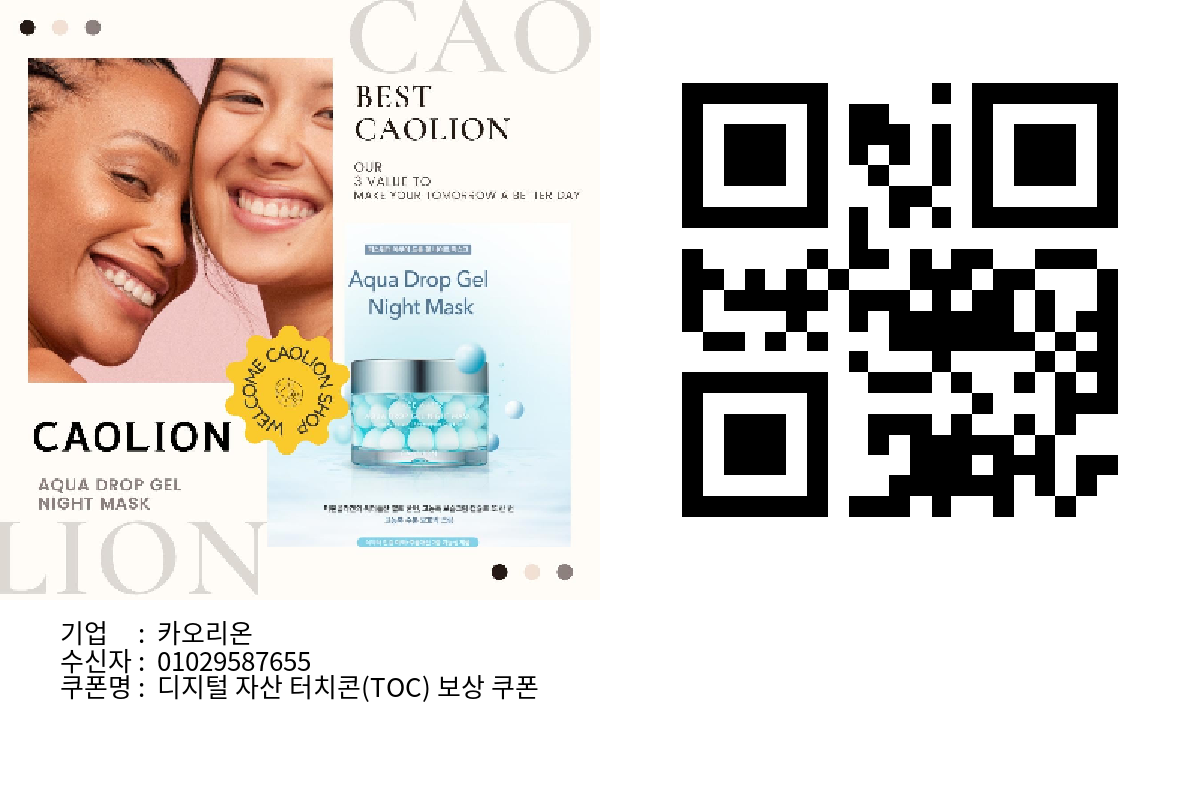 CAO
BEST
CAOLION
OUR
3 VALUE TO
MAKE YOUR TOMORROW A BETTER DAY
Aqua Drop Gel
Night Mask
WELCOME CAOLION SHOP
CAOLION
AQUA DROP GEL
NIGHT MASK
LION
기업 : 카오리온
수신자 : 01029587655
쿠폰명 : 디지털 자산 터치콘(TOC) 보상 쿠폰